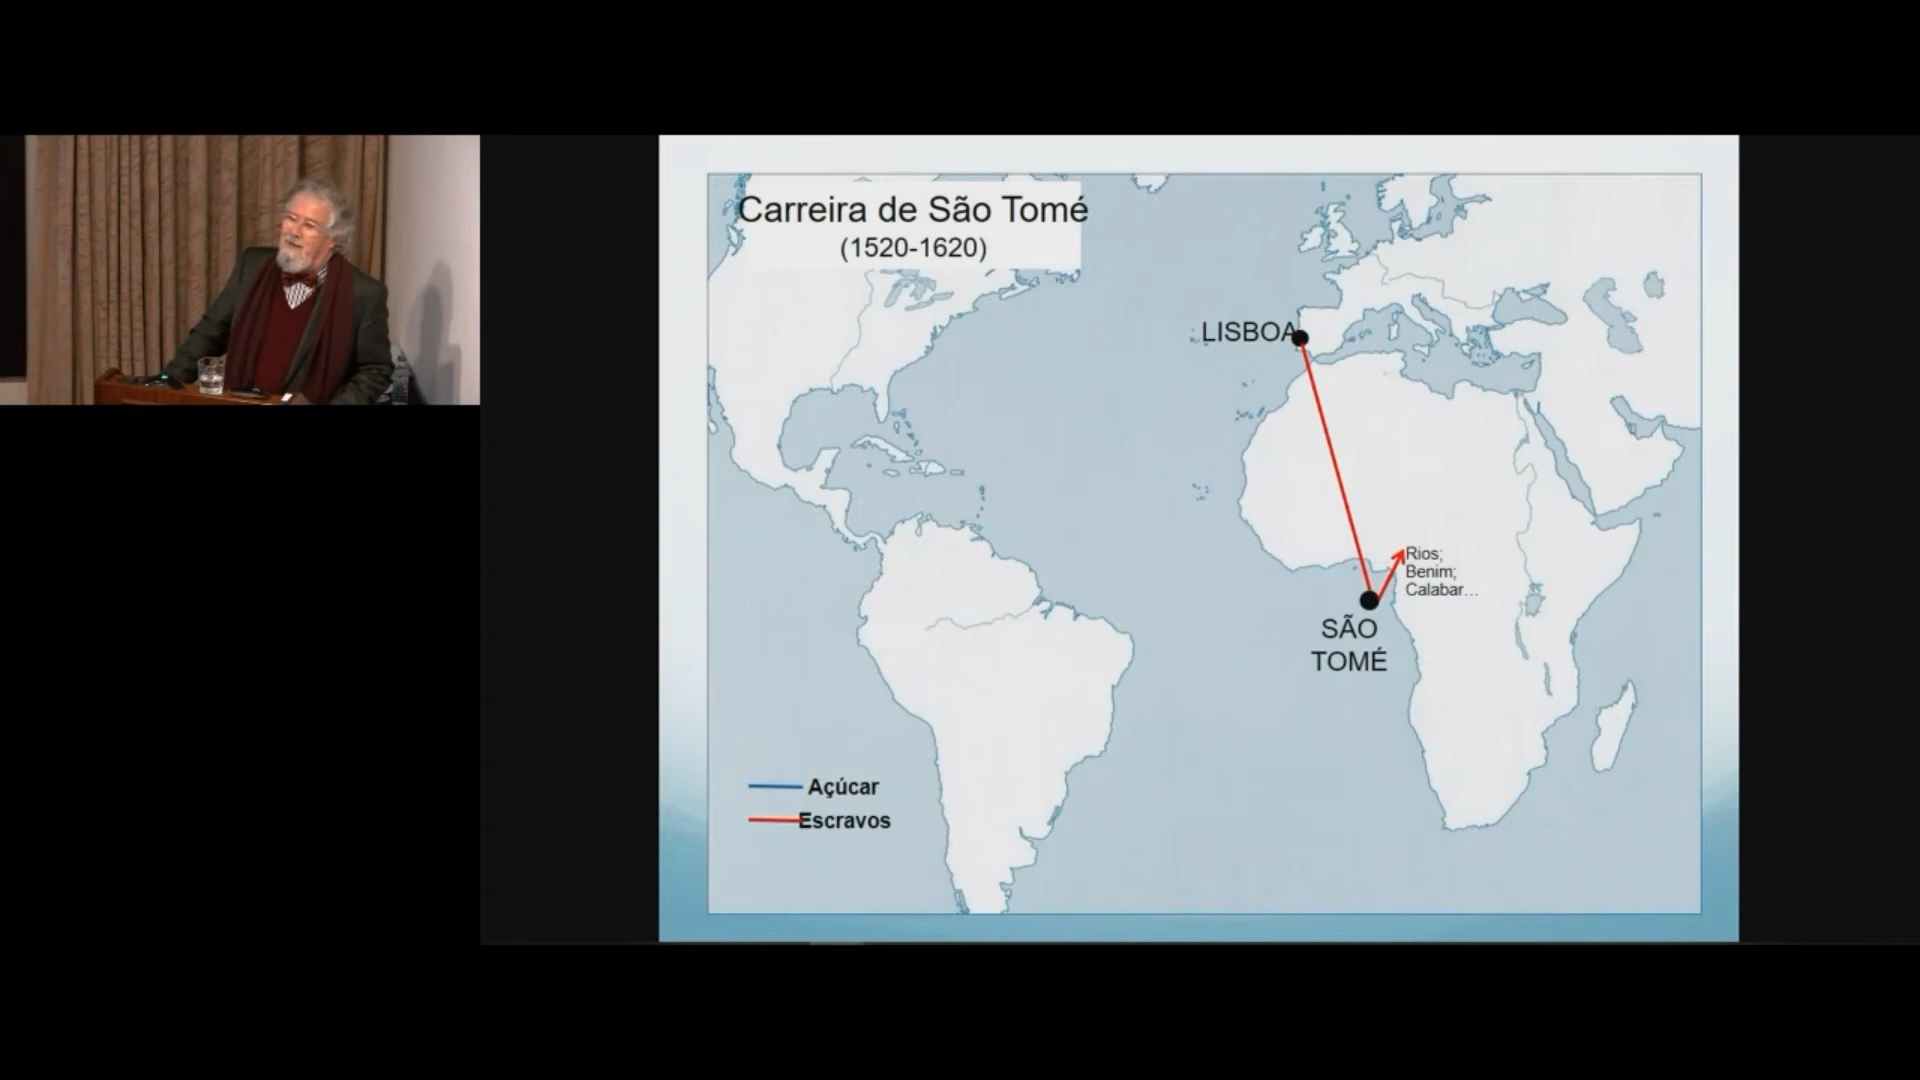 Carreira de São Tomé
(1520-1620)
LISBOA
Rios;
Benim;
Calabar...
SÃO
TOMÉ
Açúcar
Escravos